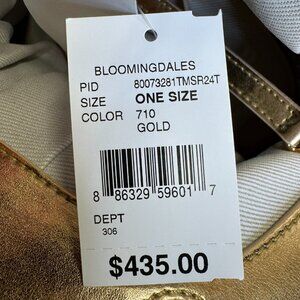 BLOOMINGDALES
PID 80073281TMSR24T
SIZE ONE SIZE
COLOR 710
GOLD
8 86329 59601 7
DEPT
306
$435.00